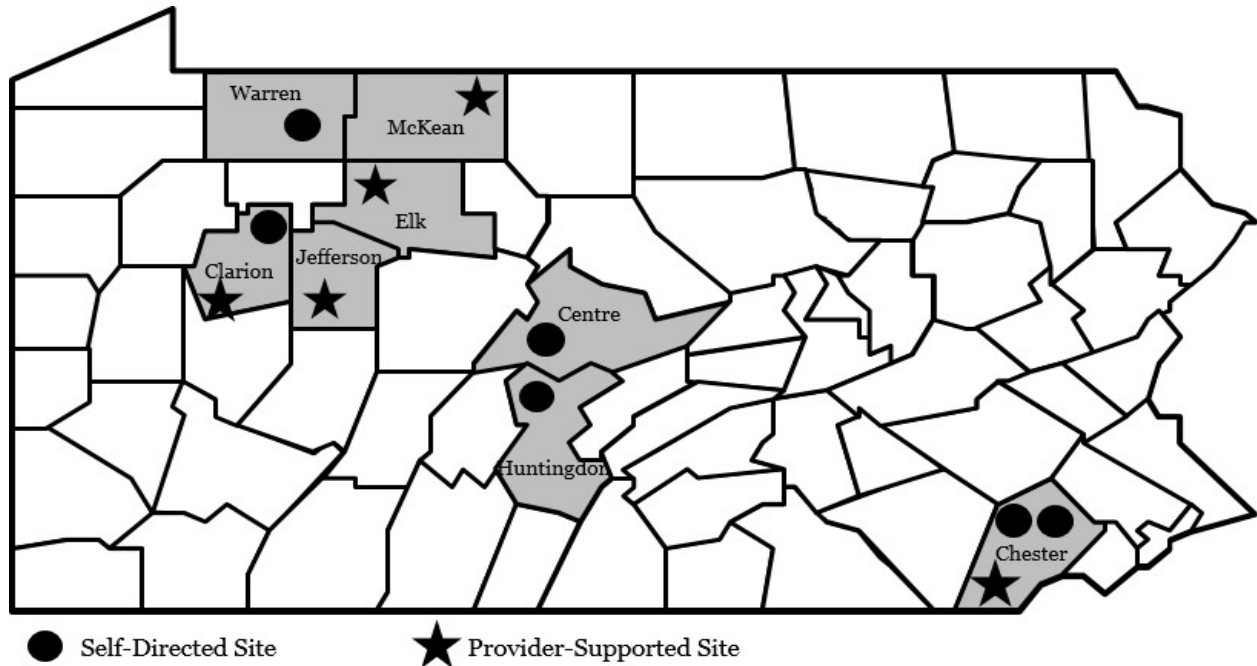 Warren
McKean
Elk
Jefferson
Clarion
Centre
Huntingdon
Chester
Self-Directed Site
Provider-Supported Site